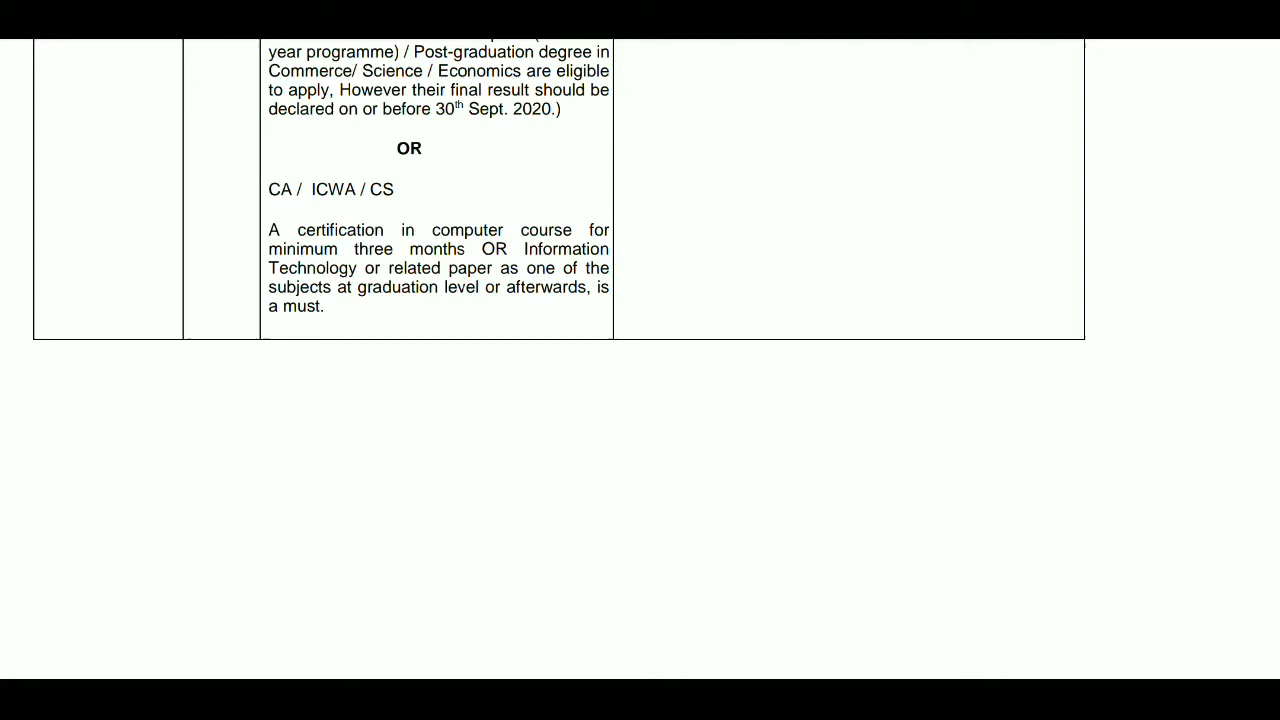 year programme) / Post-graduation degree in
Commerce/ Science / Economics are eligible
to apply, However their final result should be
declared on or before 30th Sept. 2020.)
OR
CA / ICWA / CS
A certification in computer course for
minimum three months OR Information
Technology or related paper as one of the
subjects at graduation level or afterwards, is
a must.